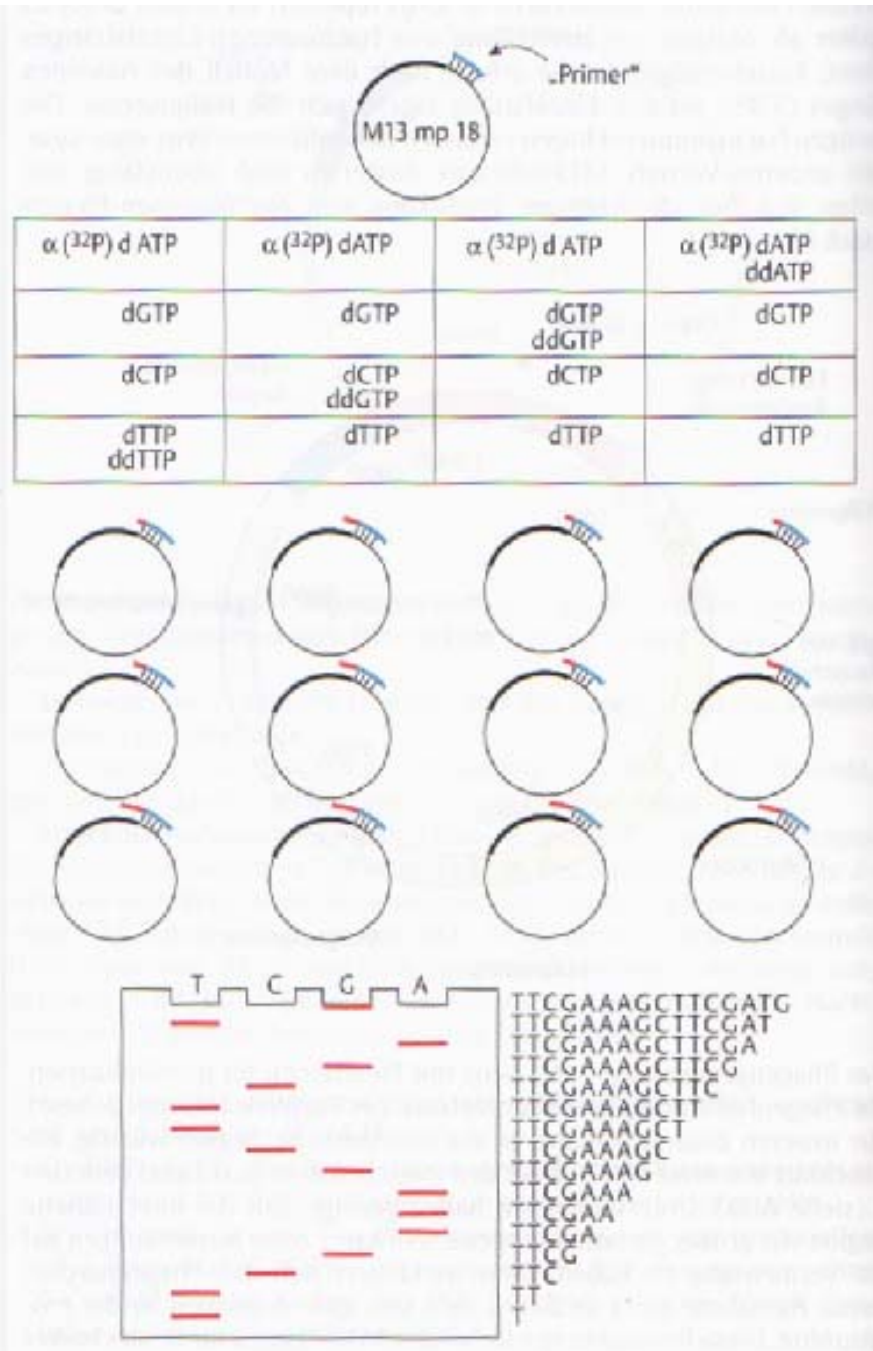 „Primer“
M13 mp 18
α (³²P) d ATP α (³²P) dATP α (³²P) d ATP α (³²P) dATP
ddATP
dGTP dGTP dGTP dGTP
ddGTP
dCTP dCTP dCTP dCTP
ddGTP
dTTP dTTP dTTP dTTP
ddTTP
T C G A
TTCGAAAGCTTCGATG
TTCGAAAGCTTCGAT
TTCGAAAGCTTCGA
TTCGAAAGCTTCG
TTCGAAAGCTTC
TTCGAAAGCTT
TTCGAAAGCT
TTCGAAAGC
TTCGAAAG
TTCGAAA
TTCGAA
TTCGA
TTCG
TTC
TT
T